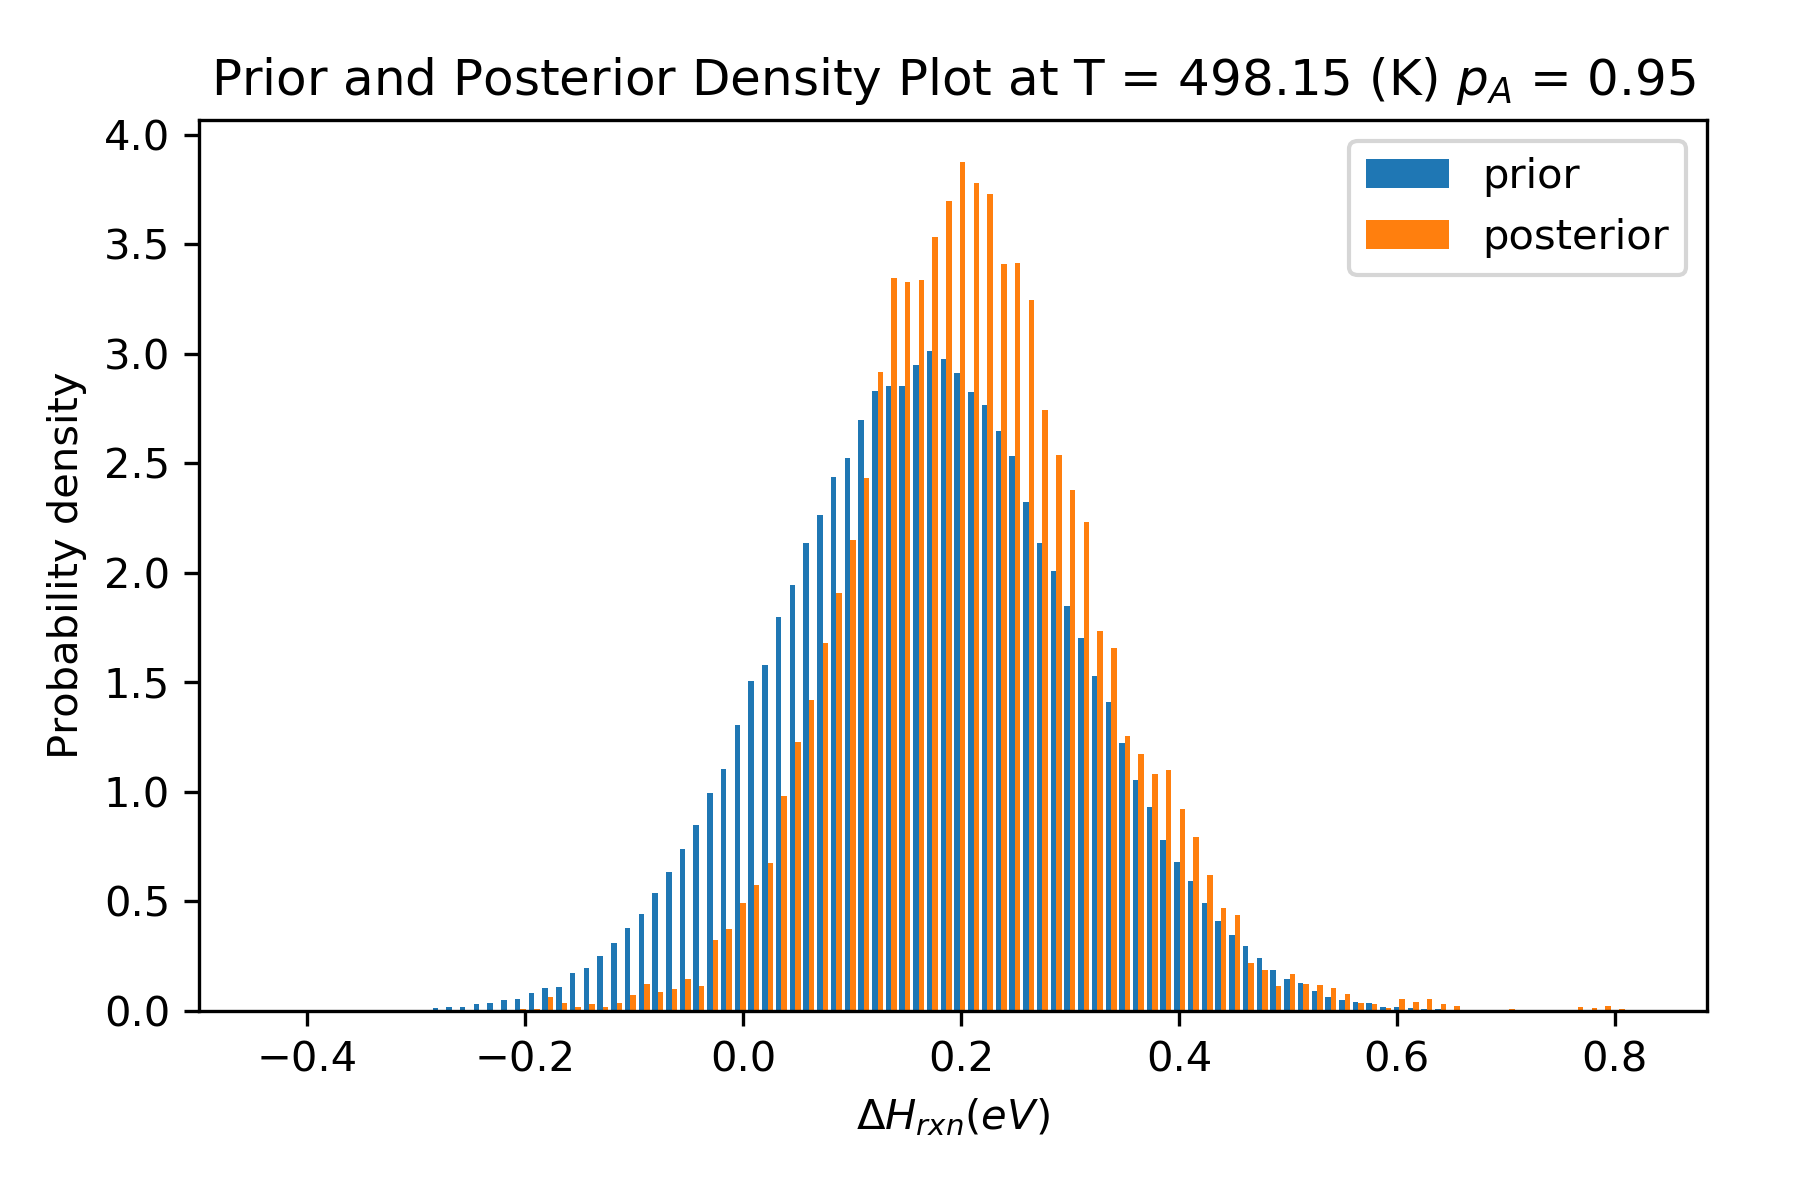 Prior and Posterior Density Plot at T = 498.15 (K) p_A = 0.95
prior
posterior
Probability density
4.0
3.5
3.0
2.5
2.0
1.5
1.0
0.5
0.0
−0.4 −0.2 0.0 0.2 0.4 0.6 0.8
ΔH_rxn(eV)